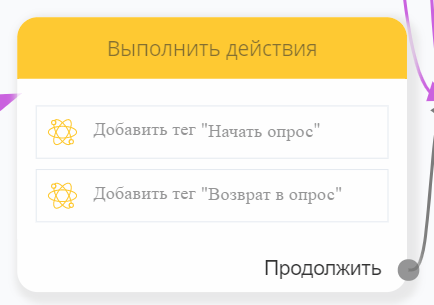 Выполнить действия
Добавить тег "Начать опрос"
Добавить тег "Возврат в опрос"
Продолжить